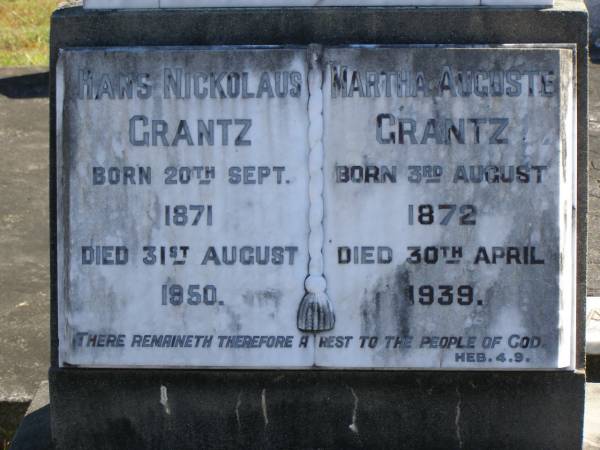 HANS NICKOLAUS
GRANTZ
BORN 20TH SEPT.
1871
DIED 31ST AUGUST
1950.
MARTHA AUGUSTE
GRANTZ
BORN 3RD AUGUST
1872
DIED 30TH APRIL
1939.
THERE REMAINETH THEREFORE A REST TO THE PEOPLE OF GOD.
HEB. 4. 9.